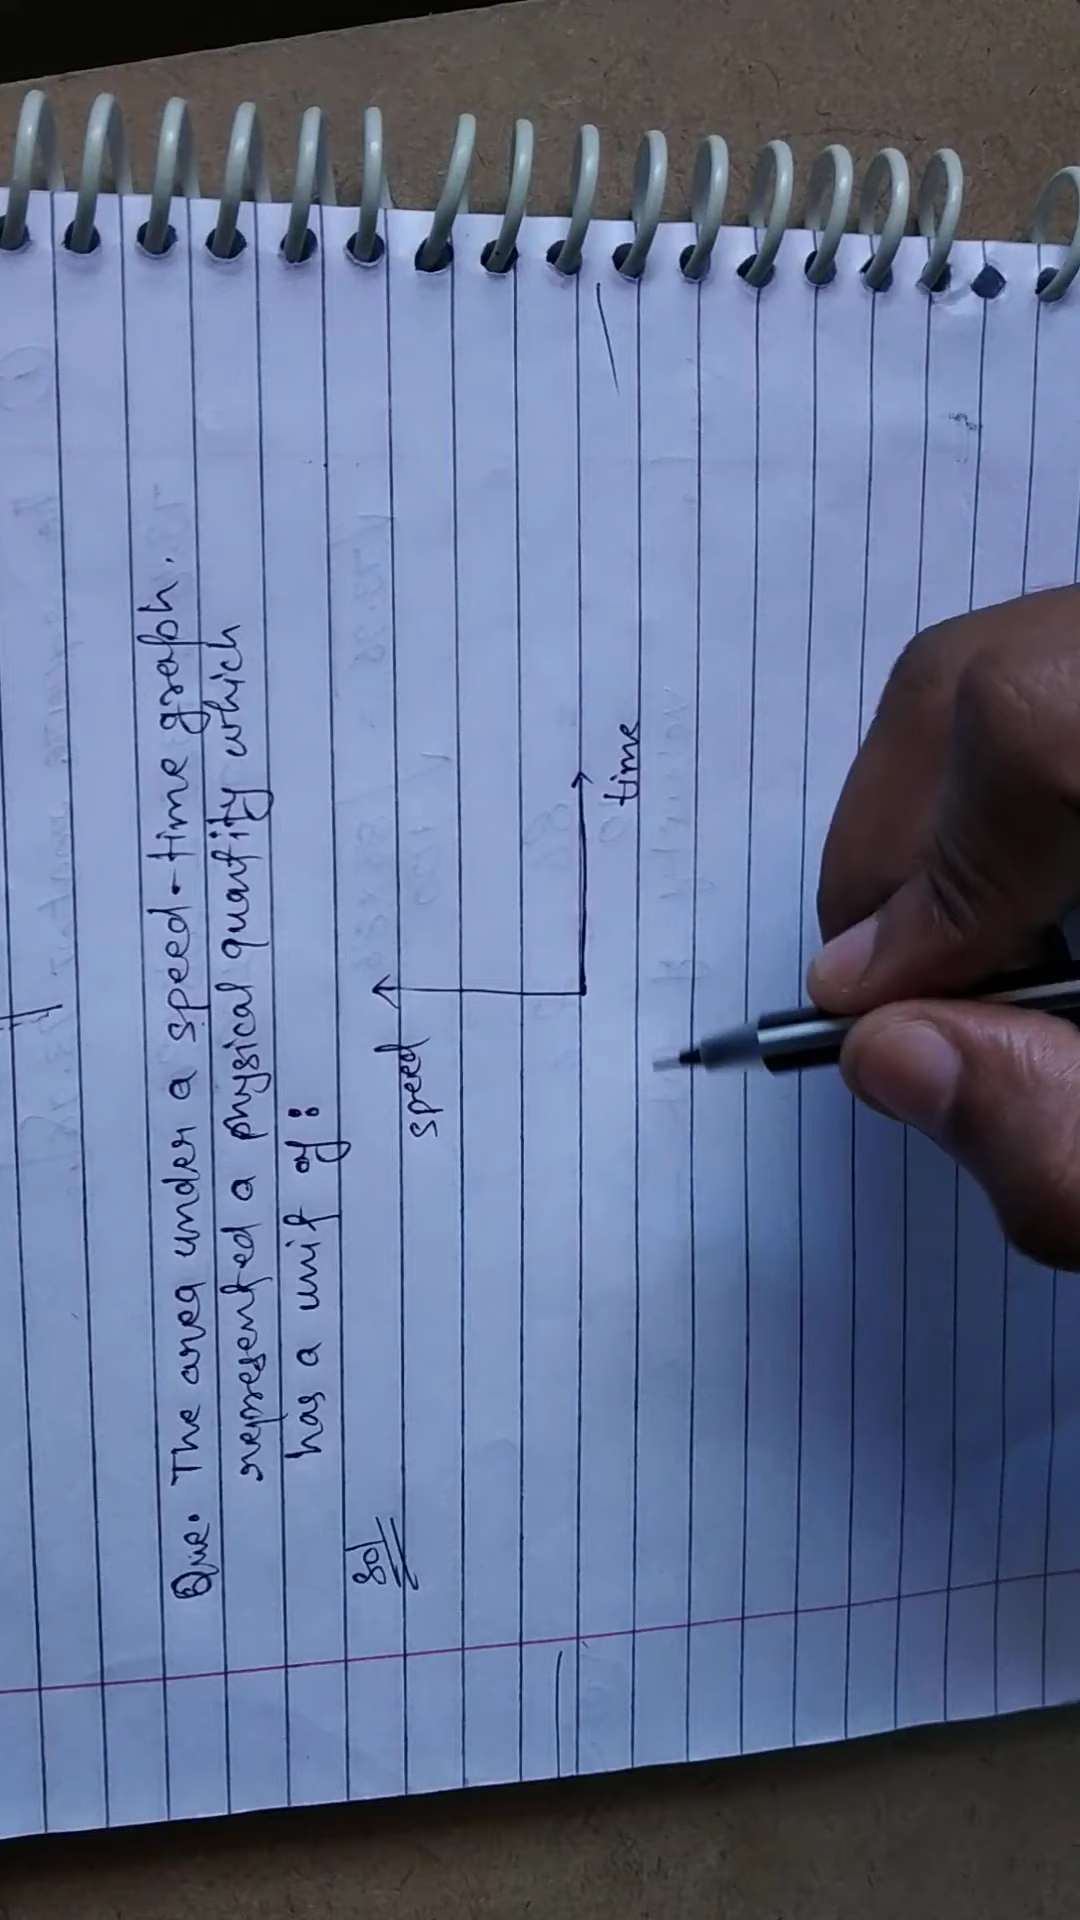 Que. The area under a speed-time graph.
represented a physical quantity which
has a unit of :
Sol
speed
time